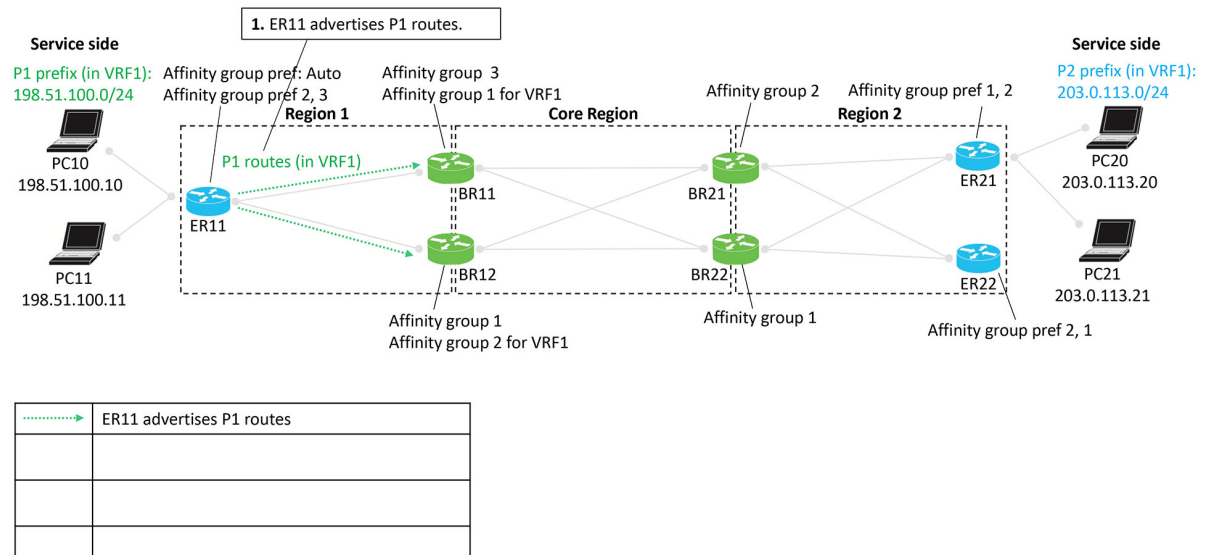 1. ER11 advertises P1 routes.
Service side
P1 prefix (in VRF1):
198.51.100.0/24
Affinity group pref: Auto
Affinity group pref 2, 3
Affinity group  3
Affinity group 1 for VRF1
Affinity group 2
Affinity group pref 1, 2
Service side
P2 prefix (in VRF1):
203.0.113.0/24
Region 1
Core Region
Region 2
P1 routes (in VRF1)
PC10
198.51.100.10
ER11
PC11
198.51.100.11
BR11
BR12
BR21
BR22
ER21
ER22
PC20
203.0.113.20
PC21
203.0.113.21
Affinity group 1
Affinity group 2 for VRF1
Affinity group 1
Affinity group pref 2, 1
ER11 advertises P1 routes